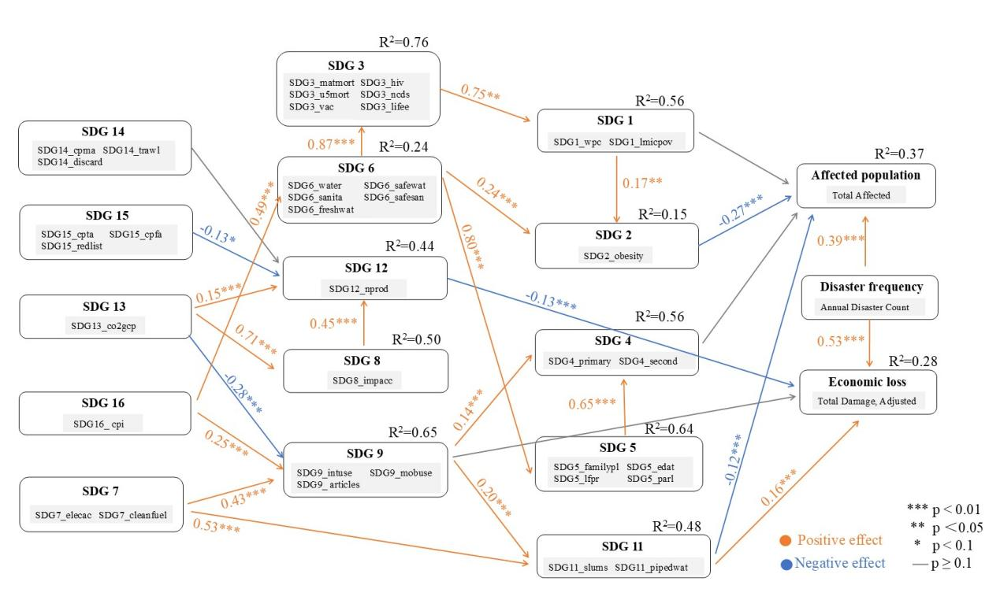 R²=0.76
SDG 3
SDG3_matmort SDG3_hiv
SDG3_u5mort SDG3_ncds
SDG3_vac SDG3_lifee
0.75**
R²=0.56
SDG 1
SDG1_wpc SDG1_lmicpov
SDG 14
SDG14_cpma SDG14_trawl
SDG14_discard
0.87***
R²=0.24
SDG 6
SDG6_water SDG6_safewat
SDG6_sanita SDG6_safesan
SDG6_freshwat
0.49***
0.24***
0.80***
0.17**
R²=0.37
Affected population
Total Affected
-0.27***
R²=0.15
SDG 2
SDG2_obesity
SDG 15
SDG15_cpta SDG15_cpfa
SDG15_redlist
-0.13*
R²=0.44
SDG 12
SDG12_nprod
-0.13***
0.39***
Disaster frequency
Annual Disaster Count
0.53***
SDG 13
SDG13_co2gcp
0.15***
0.71***
-0.28***
0.45***
R²=0.50
SDG 8
SDG8_impacc
R²=0.56
SDG 4
SDG4_primary SDG4_second
R²=0.28
Economic loss
Total Damage, Adjusted
SDG 16
SDG16_ cpi
0.25***
0.14***
0.65***
R²=0.65
SDG 9
SDG9_intuse SDG9_mobuse
SDG9_ articles
R²=0.64
SDG 5
SDG5_familypl SDG5_edat
SDG5_lfpr SDG5_parl
SDG 7
SDG7_elecac SDG7_cleanfuel
0.43***
0.53***
0.20***
-0.12***
0.16***
R²=0.48
SDG 11
SDG11_slums SDG11_pipedwat
Positive effect
Negative effect
*** p < 0.01
** p <0.05
* p < 0.1
p ≥ 0.1